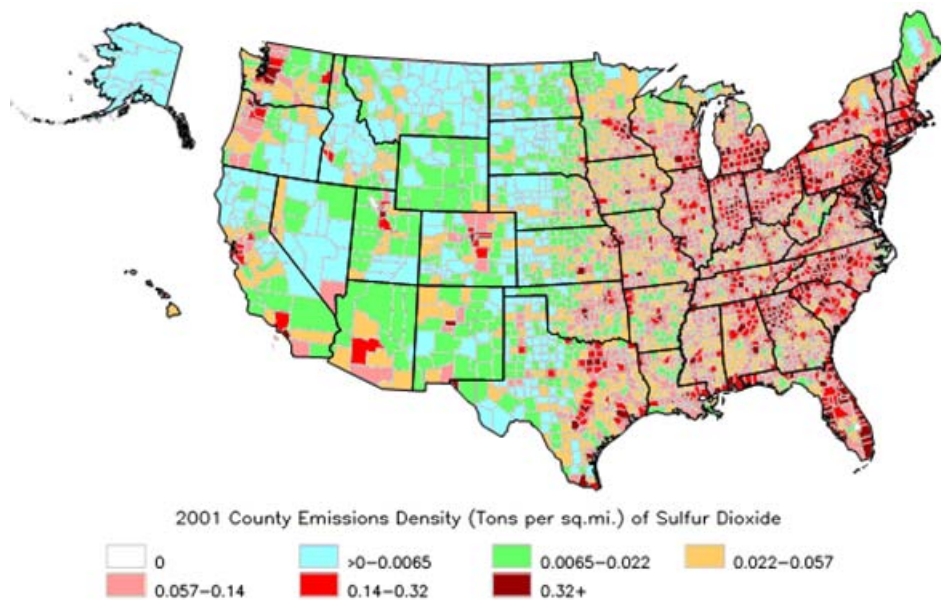 2001 County Emissions Density (Tons per sq.mi.) of Sulfur Dioxide
0 >0-0.0065 0.0065-0.022 0.022-0.057
0.057-0.14 0.14-0.32 0.32+